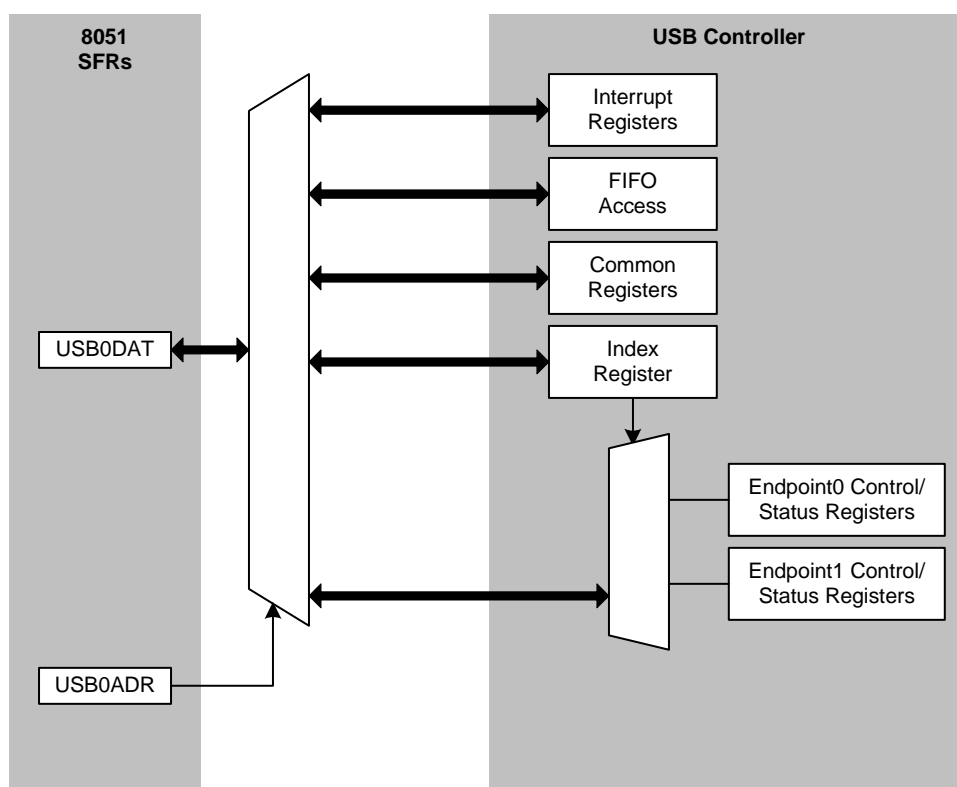 8051
SFRs
USB Controller
Interrupt
Registers
FIFO
Access
Common
Registers
USB0DAT
Index
Register
Endpoint0 Control/
Status Registers
Endpoint1 Control/
Status Registers
USB0ADR